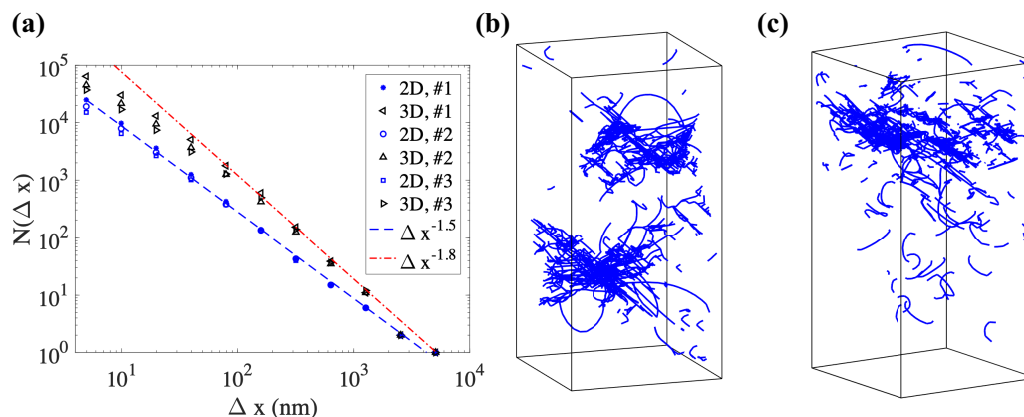 (a)
(b)
(c)
N(Δ x)
10^5
10^4
10^3
10^2
10^1
10^0
2D, #1
3D, #1
2D, #2
3D, #2
2D, #3
3D, #3
Δ x^-1.5
Δ x^-1.8
10^1
10^2
10^3
10^4
Δ x (nm)